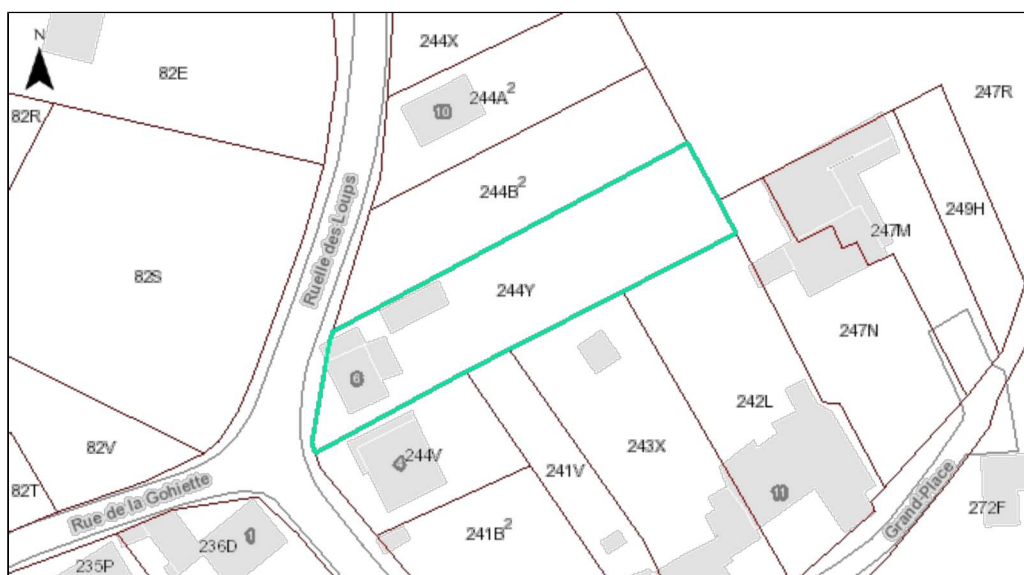 N
244X
82E
247R
82R
10
244A²
Ruelle des Loups
244B²
249H
247M
82S
244Y
247N
6
242L
82V
244V
4
243X
241V
82T
Rue de la Gohiette
11
Grand-Place
272F
1
236D
241B²
235P